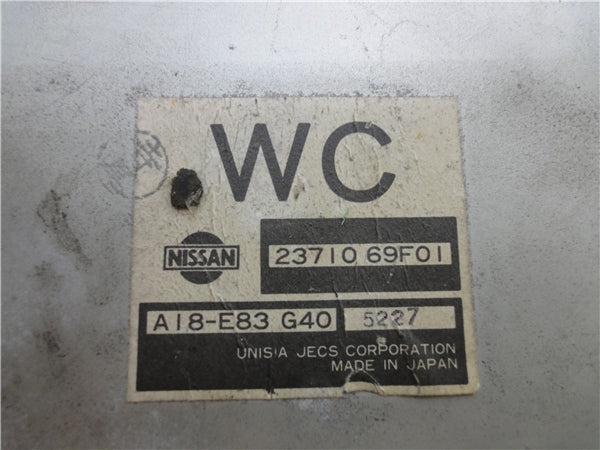 WC
NISSAN
23710 69F01
A18-E83 G40 5227
UNISIA JECS CORPORATION
MADE IN JAPAN